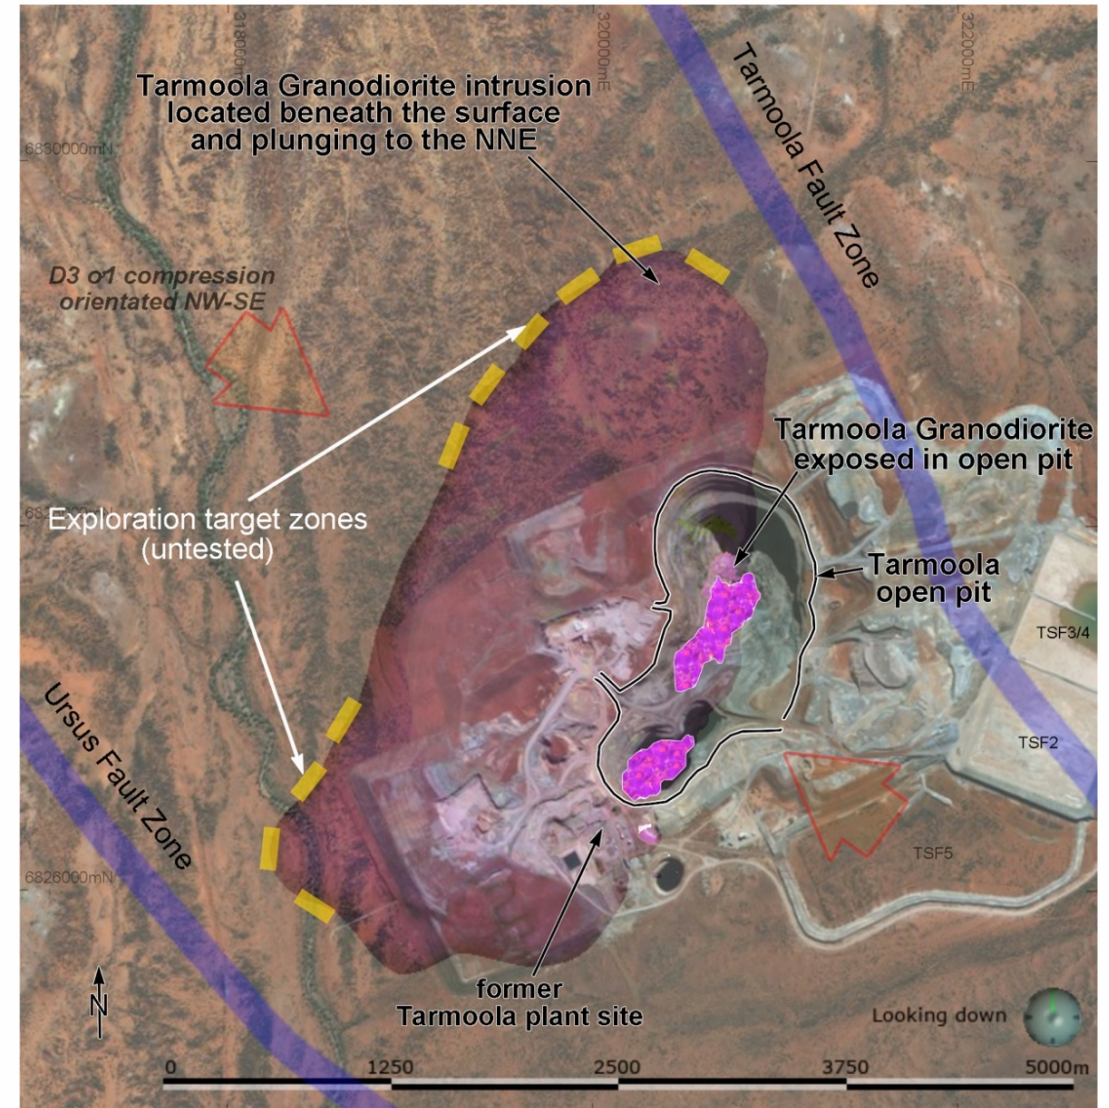 318000mE
320000mE
322000mE
Tarmoola Granodiorite intrusion
located beneath the surface
and plunging to the NNE
6830000mN
Tarmoola Fault Zone
D3 σ1 compression
orientated NW-SE
Tarmoola Granodiorite
exposed in open pit
Exploration target zones
(untested)
Tarmoola
open pit
TSF3/4
TSF2
Ursus Fault Zone
TSF5
6826000mN
N
former
Tarmoola plant site
Looking down
0 1250 2500 3750 5000m